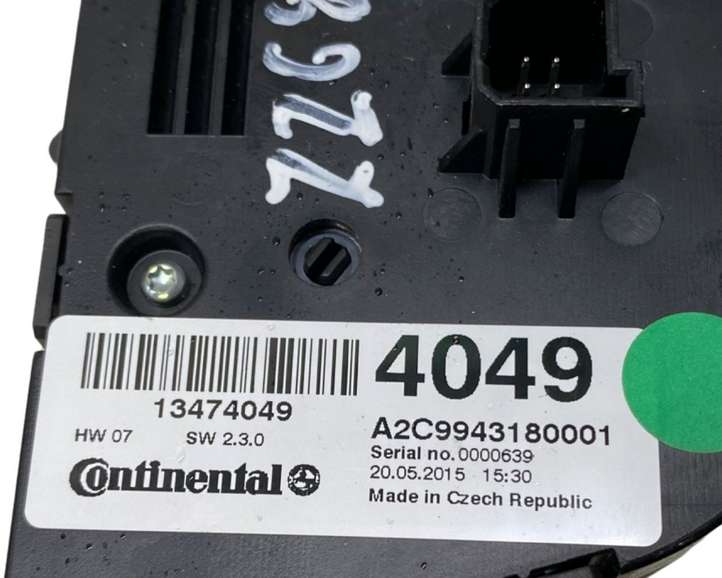 13474049
HW 07 SW 2.3.0
Continental
4049
A2C9943180001
Serial no.0000639
20.05.2015 15:30
Made in Czech Republic